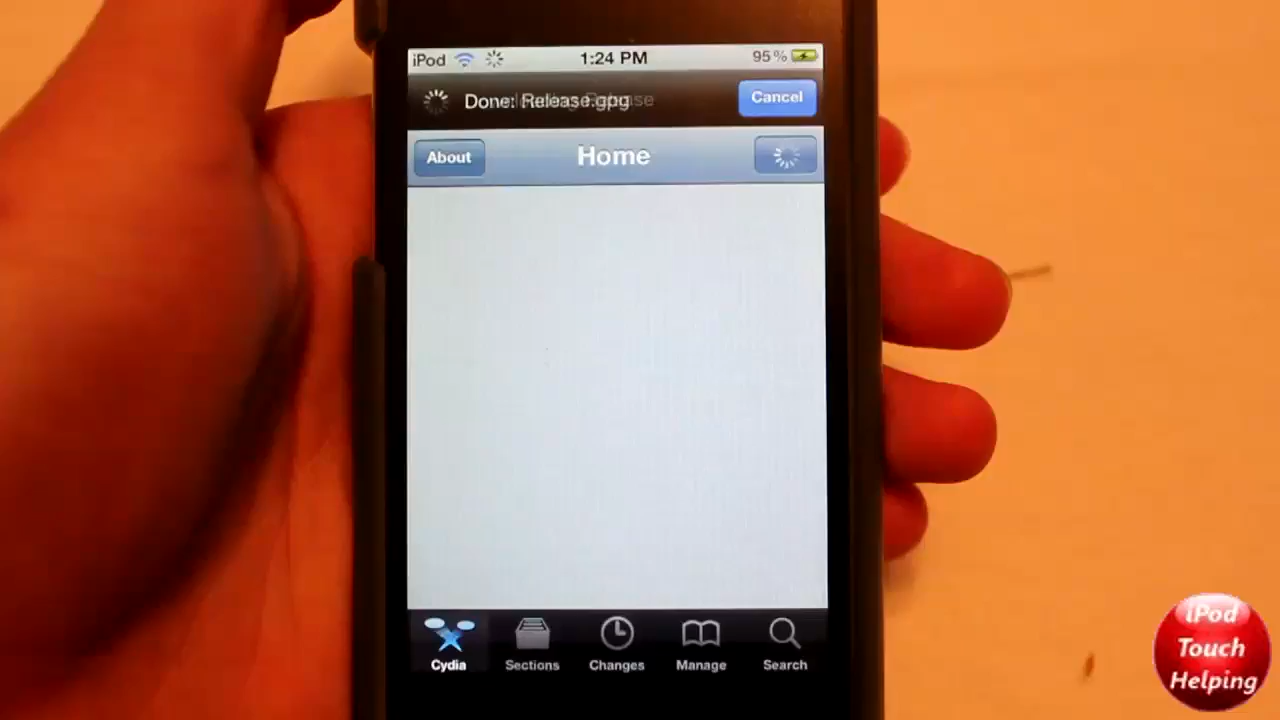 iPod 1:24 PM 95%
Done: Release.gpg Cancel
About Home
Cydia Sections Changes Manage Search
iPod
Touch
Helping